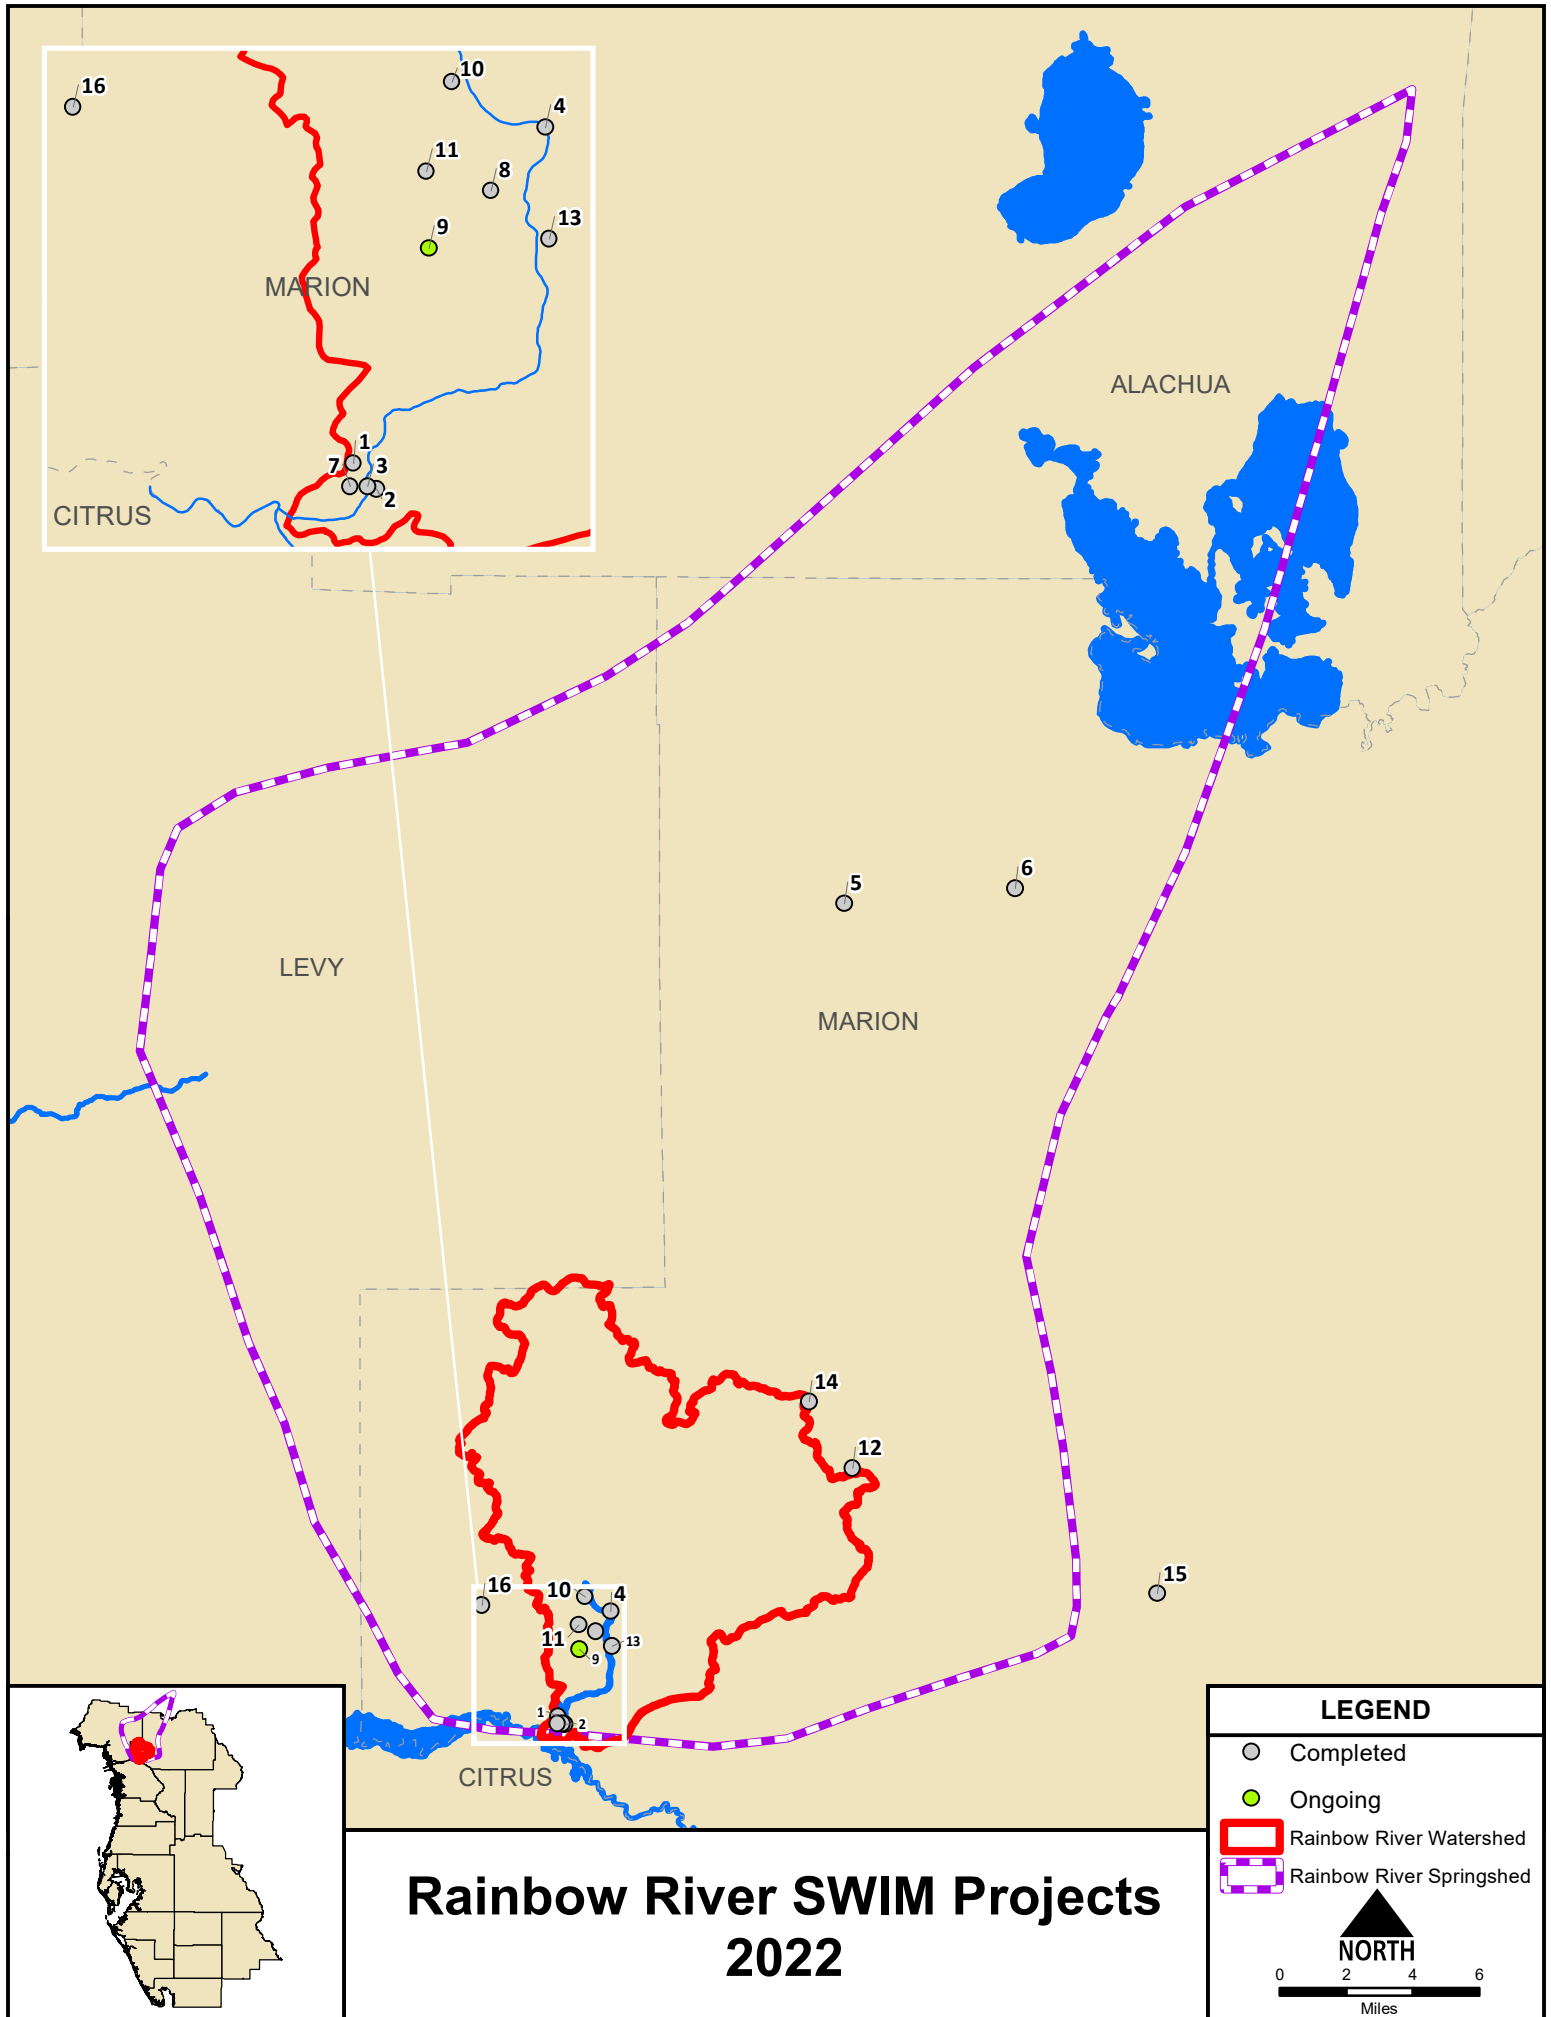 16
10
4
11
8
13
9
MARION
1
7
3
2
CITRUS
ALACHUA
6
5
LEVY
MARION
14
12
15
16
10
4
11
13
9
1
2
CITRUS
LEGEND
Completed
Ongoing
Rainbow River Watershed
Rainbow River Springshed
NORTH
0 2 4 6
Miles
Rainbow River SWIM Projects
2022